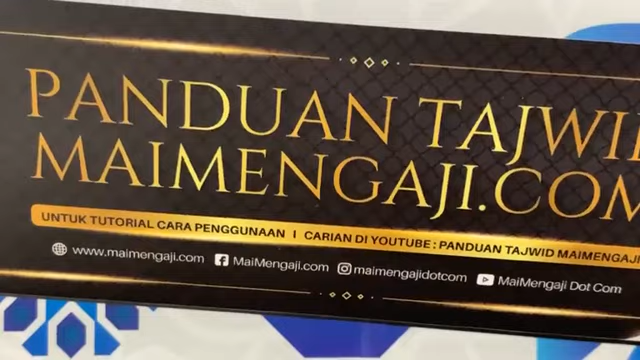 PANDUAN TAJWID
MAIMENGAJI.COM
UNTUK TUTORIAL CARA PENGGUNAAN I CARIAN DI YOUTUBE : PANDUAN TAJWID MAIMENGAJI
www.maimengaji.com MaiMengaji.com maimengajidotcom MaiMengaji Dot Com